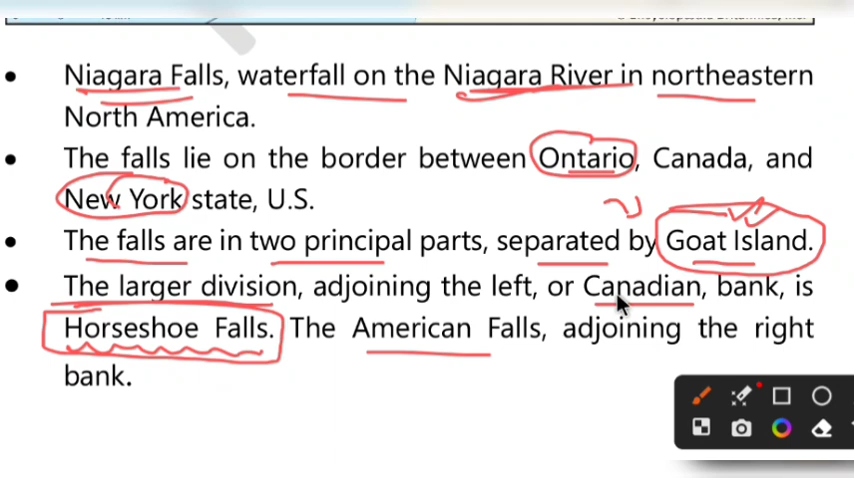 • Niagara Falls, waterfall on the Niagara River in northeastern
North America.
• The falls lie on the border between Ontario, Canada, and
New York state, U.S.
• The falls are in two principal parts, separated by Goat Island.
• The larger division, adjoining the left, or Canadian, bank, is
Horseshoe Falls. The American Falls, adjoining the right
bank.